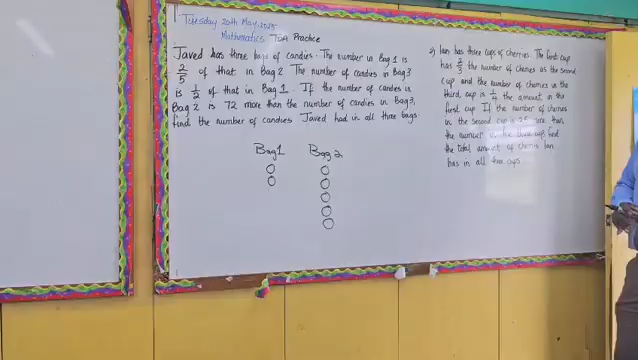 Tuesday 20th May, 2025
Mathematics TDA Practice
Javed has three bags of candies. The number in Bag 1 is
2/5 of that in Bag 2. The number of candies in Bag 3
is 1/2 of that in Bag 1. If the number of candies in
Bag 2 is 72 more than the number of candies in Bag 3,
find the number of candies Javed had in all three bags.
Bag 1 Bag 2
2) Ian has three cups of cherries. The first cup
has 2/3 the number of cherries as the second
cup and the number of cherries in the
third cup is 1/4 the amount in the
first cup. If the number of cherries
in the second cup is 25 more than
the number in the cup, find
the total amount of cherries Ian
has in all cups.